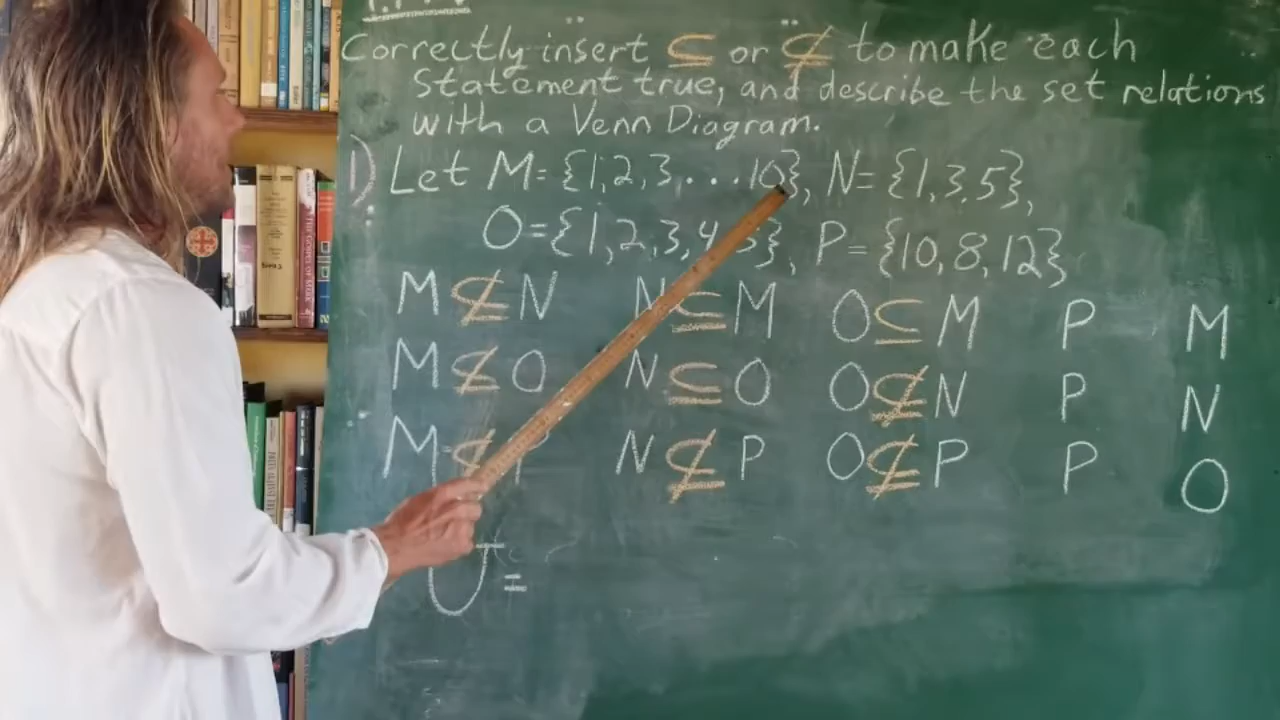 Correctly insert ⊆ or ⊈ to make each
statement true, and describe the set relations
with a Venn Diagram.
1) Let M= {1,2,3...10}, N= {1,3,5},
O={1,2,3,4,5}, P= {10,8,12}
M ⊈ N N ⊆ M O ⊆ M P M
M ⊈ O N ⊆ O O ⊈ N P N
M ⊈ P N ⊈ P O ⊈ P P O
U =